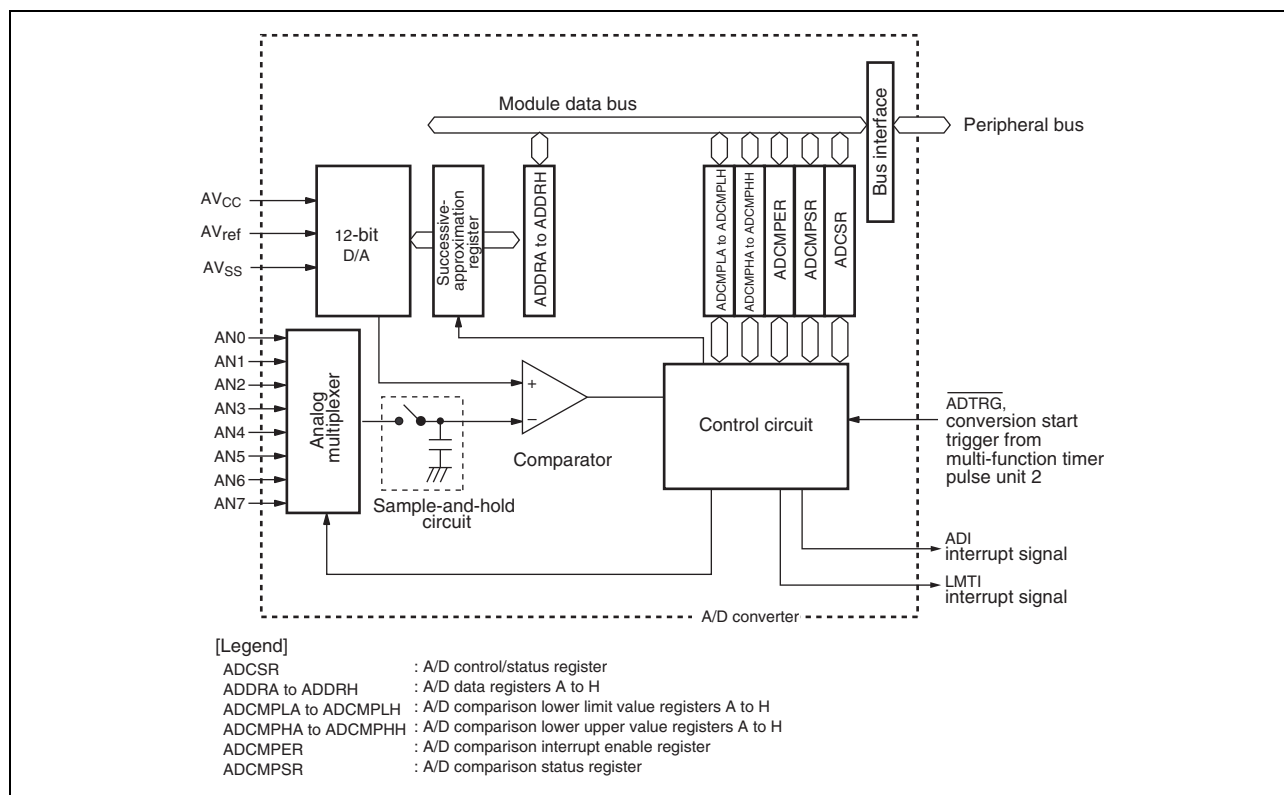 Module data bus
Bus interface
Peripheral bus
AVCC
AVref
AVSS
12-bit
D/A
Successive-
approximation
register
ADDRA to ADDRH
ADCMPLA to ADCMPLH
ADCMPHA to ADCMPHH
ADCMPER
ADCMPSR
ADCSR
AN0
AN1
AN2
AN3
AN4
AN5
AN6
AN7
Analog
multiplexer
+
−
Comparator
Sample-and-hold
circuit
Control circuit
ADTRG,
conversion start
trigger from
multi-function timer
pulse unit 2
ADI
interrupt signal
LMTI
interrupt signal
A/D converter
[Legend]
ADCSR : A/D control/status register
ADDRA to ADDRH : A/D data registers A to H
ADCMPLA to ADCMPLH : A/D comparison lower limit value registers A to H
ADCMPHA to ADCMPHH : A/D comparison lower upper value registers A to H
ADCMPER : A/D comparison interrupt enable register
ADCMPSR : A/D comparison status register